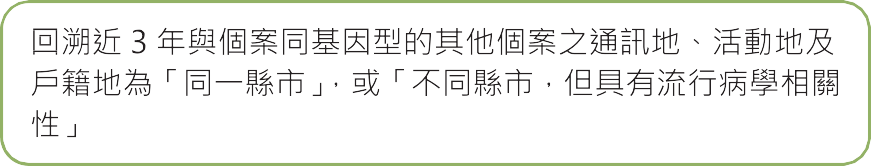 回溯近 3 年與個案同基因型的其他個案之通訊地、活動地及
戶籍地為「同一縣市」，或「不同縣市，但具有流行病學相關
性」